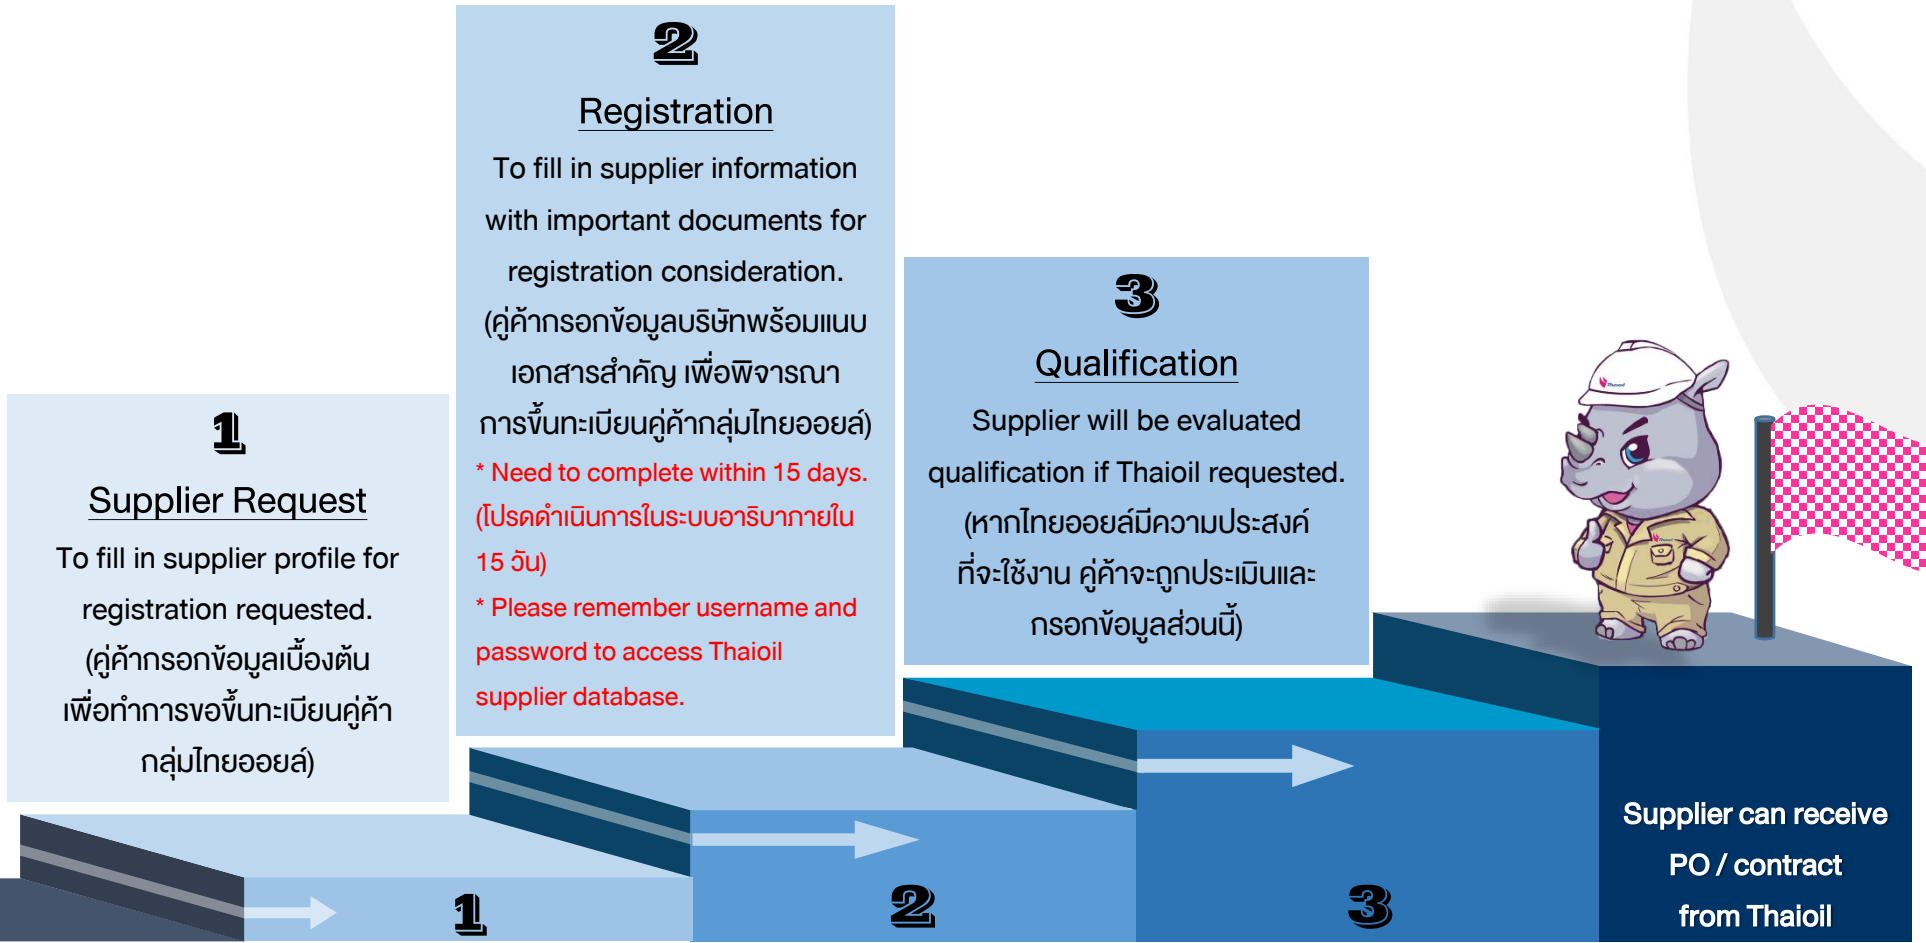 1
Supplier Request
To fill in supplier profile for
registration requested.
(คู่ค้ากรอกข้อมูลเบื้องต้น
เพื่อทำการขอขึ้นทะเบียนคู่ค้า
กลุ่มไทยออยล์)
2
Registration
To fill in supplier information
with important documents for
registration consideration.
(คู่ค้ากรอกข้อมูลบริษัทพร้อมแนบ
เอกสารสำคัญ เพื่อพิจารณา
การขึ้นทะเบียนคู่ค้ากลุ่มไทยออยล์)
* Need to complete within 15 days.
(โปรดดำเนินการในระบบอาริบาภายใน
15 วัน)
* Please remember username and
password to access Thaioil
supplier database.
3
Qualification
Supplier will be evaluated
qualification if Thaioil requested.
(หากไทยออยล์มีความประสงค์
ที่จะใช้งาน คู่ค้าจะถูกประเมินและ
กรอกข้อมูลส่วนนี้)
1
2
3
Supplier can receive
PO / contract
from Thaioil